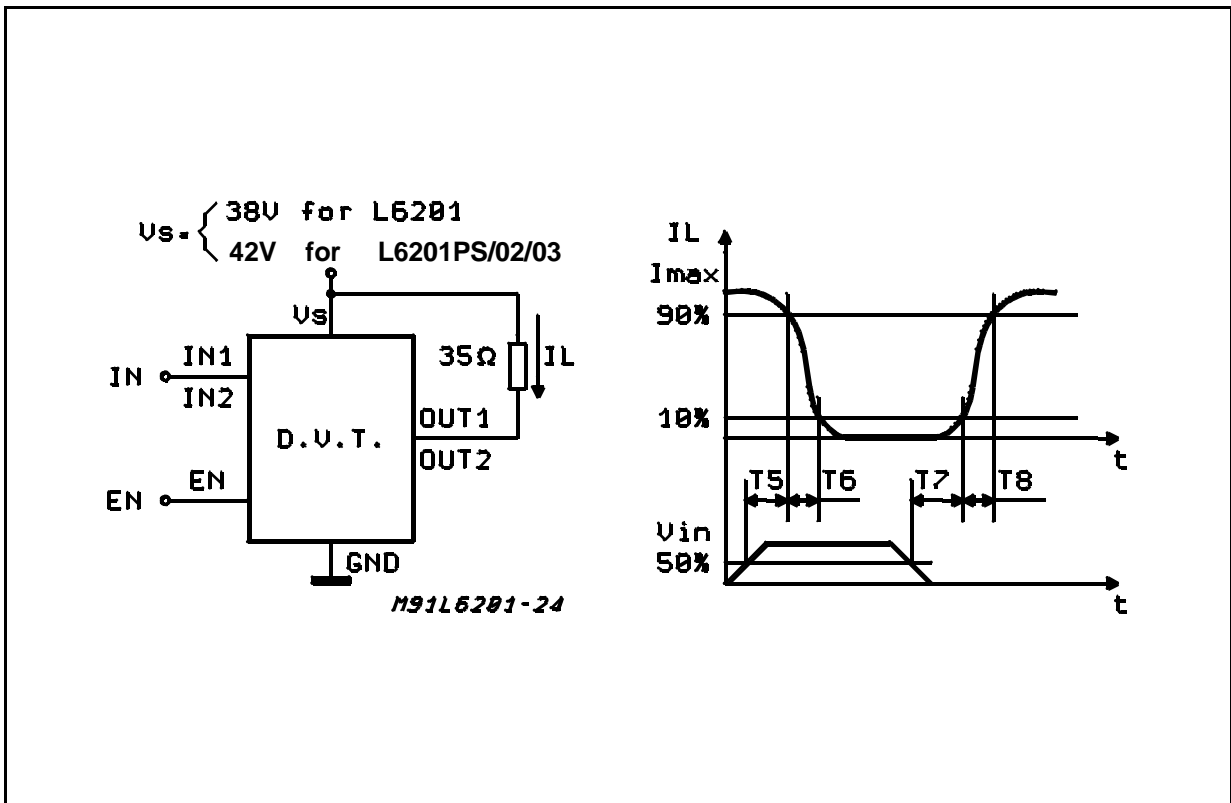 Vs= 38V for L6201
42V for L6201PS/02/03
Vs
IN IN1
IN2
EN EN
D.U.T.
GND
35Ω IL
OUT1
OUT2
M91L6201-24
IL
Imax
90%
10%
t
T5 T6 T7 T8
Vin
50%
t